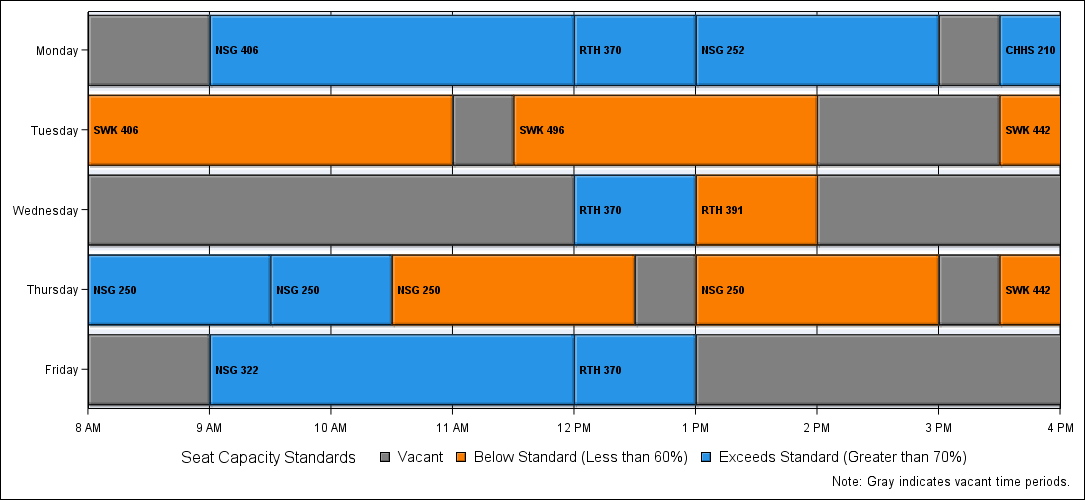 Monday NSG 406 RTH 370 NSG 252 CHHS 210
Tuesday SWK 406 SWK 496 SWK 442
Wednesday RTH 370 RTH 391
Thursday NSG 250 NSG 250 NSG 250 NSG 250 SWK 442
Friday NSG 322 RTH 370
8 AM 9 AM 10 AM 11 AM 12 PM 1 PM 2 PM 3 PM 4 PM
Seat Capacity Standards Vacant Below Standard (Less than 60%) Exceeds Standard (Greater than 70%)
Note: Gray indicates vacant time periods.